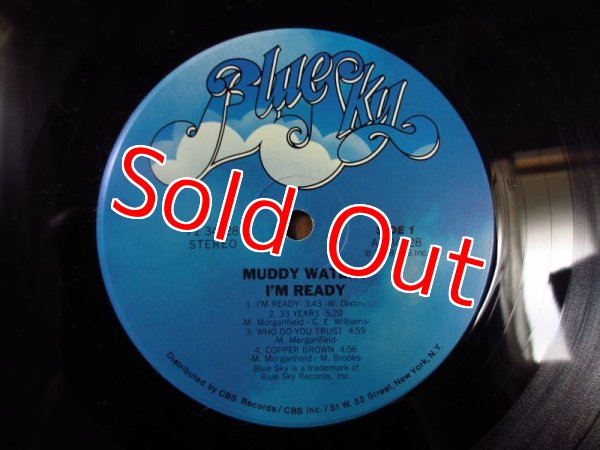 Blue Sky
Sold Out
STEREO
SIDE 1
MUDDY
I'M READY
1. I'M READY 3:43 -W. Dixon-
2. 33 YEARS 5:20
-M. Morganfield - C. E. Williams-
3. WHO DO YOU TRUST 4:59
-M. Morganfield-
4. COPPER BROWN 4:56
-M. Morganfield - M. Brooks-
Blue Sky is a trademark of
Blue Sky Records, Inc.
Distributed by CBS Records / CBS Inc. / 51 W. 52 Street, New York, N.Y.